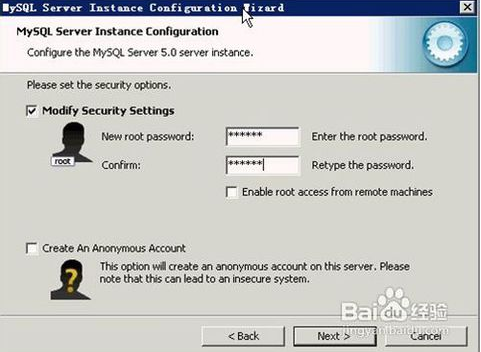 MySQL Server Instance Configuration Wizard
MySQL Server Instance Configuration
Configure the MySQL Server 5.0 server instance.
Please set the security options.
Modify Security Settings
New root password: ****** Enter the root password.
root
Confirm: ****** Retype the password.
Enable root access from remote machines
Create An Anonymous Account
This option will create an anonymous account on this server. Please
note that this can lead to an insecure system.
Baidu 经验
jingyan.baidu.com
< Back Next > Cancel